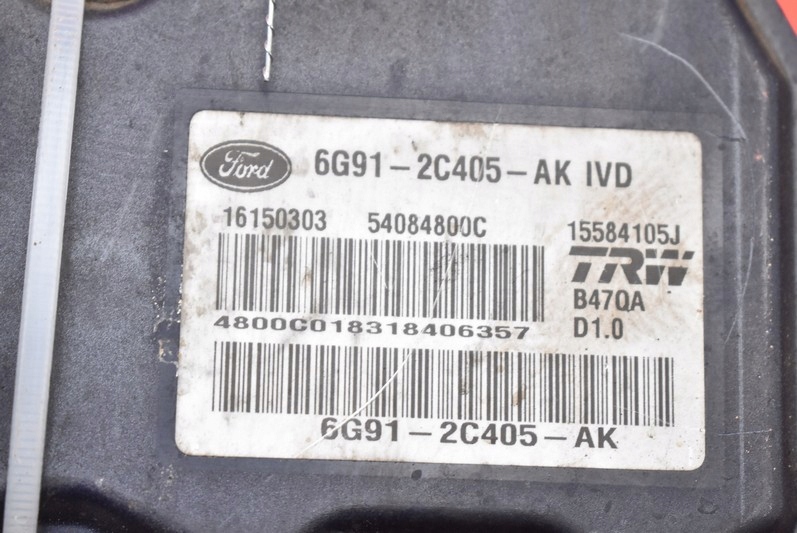 Ford 6G91-2C405-AK IVD
16150303 54084800C 15584105J
TRW
B47QA
4800C018318406357 D1.0
6G91-2C405-AK